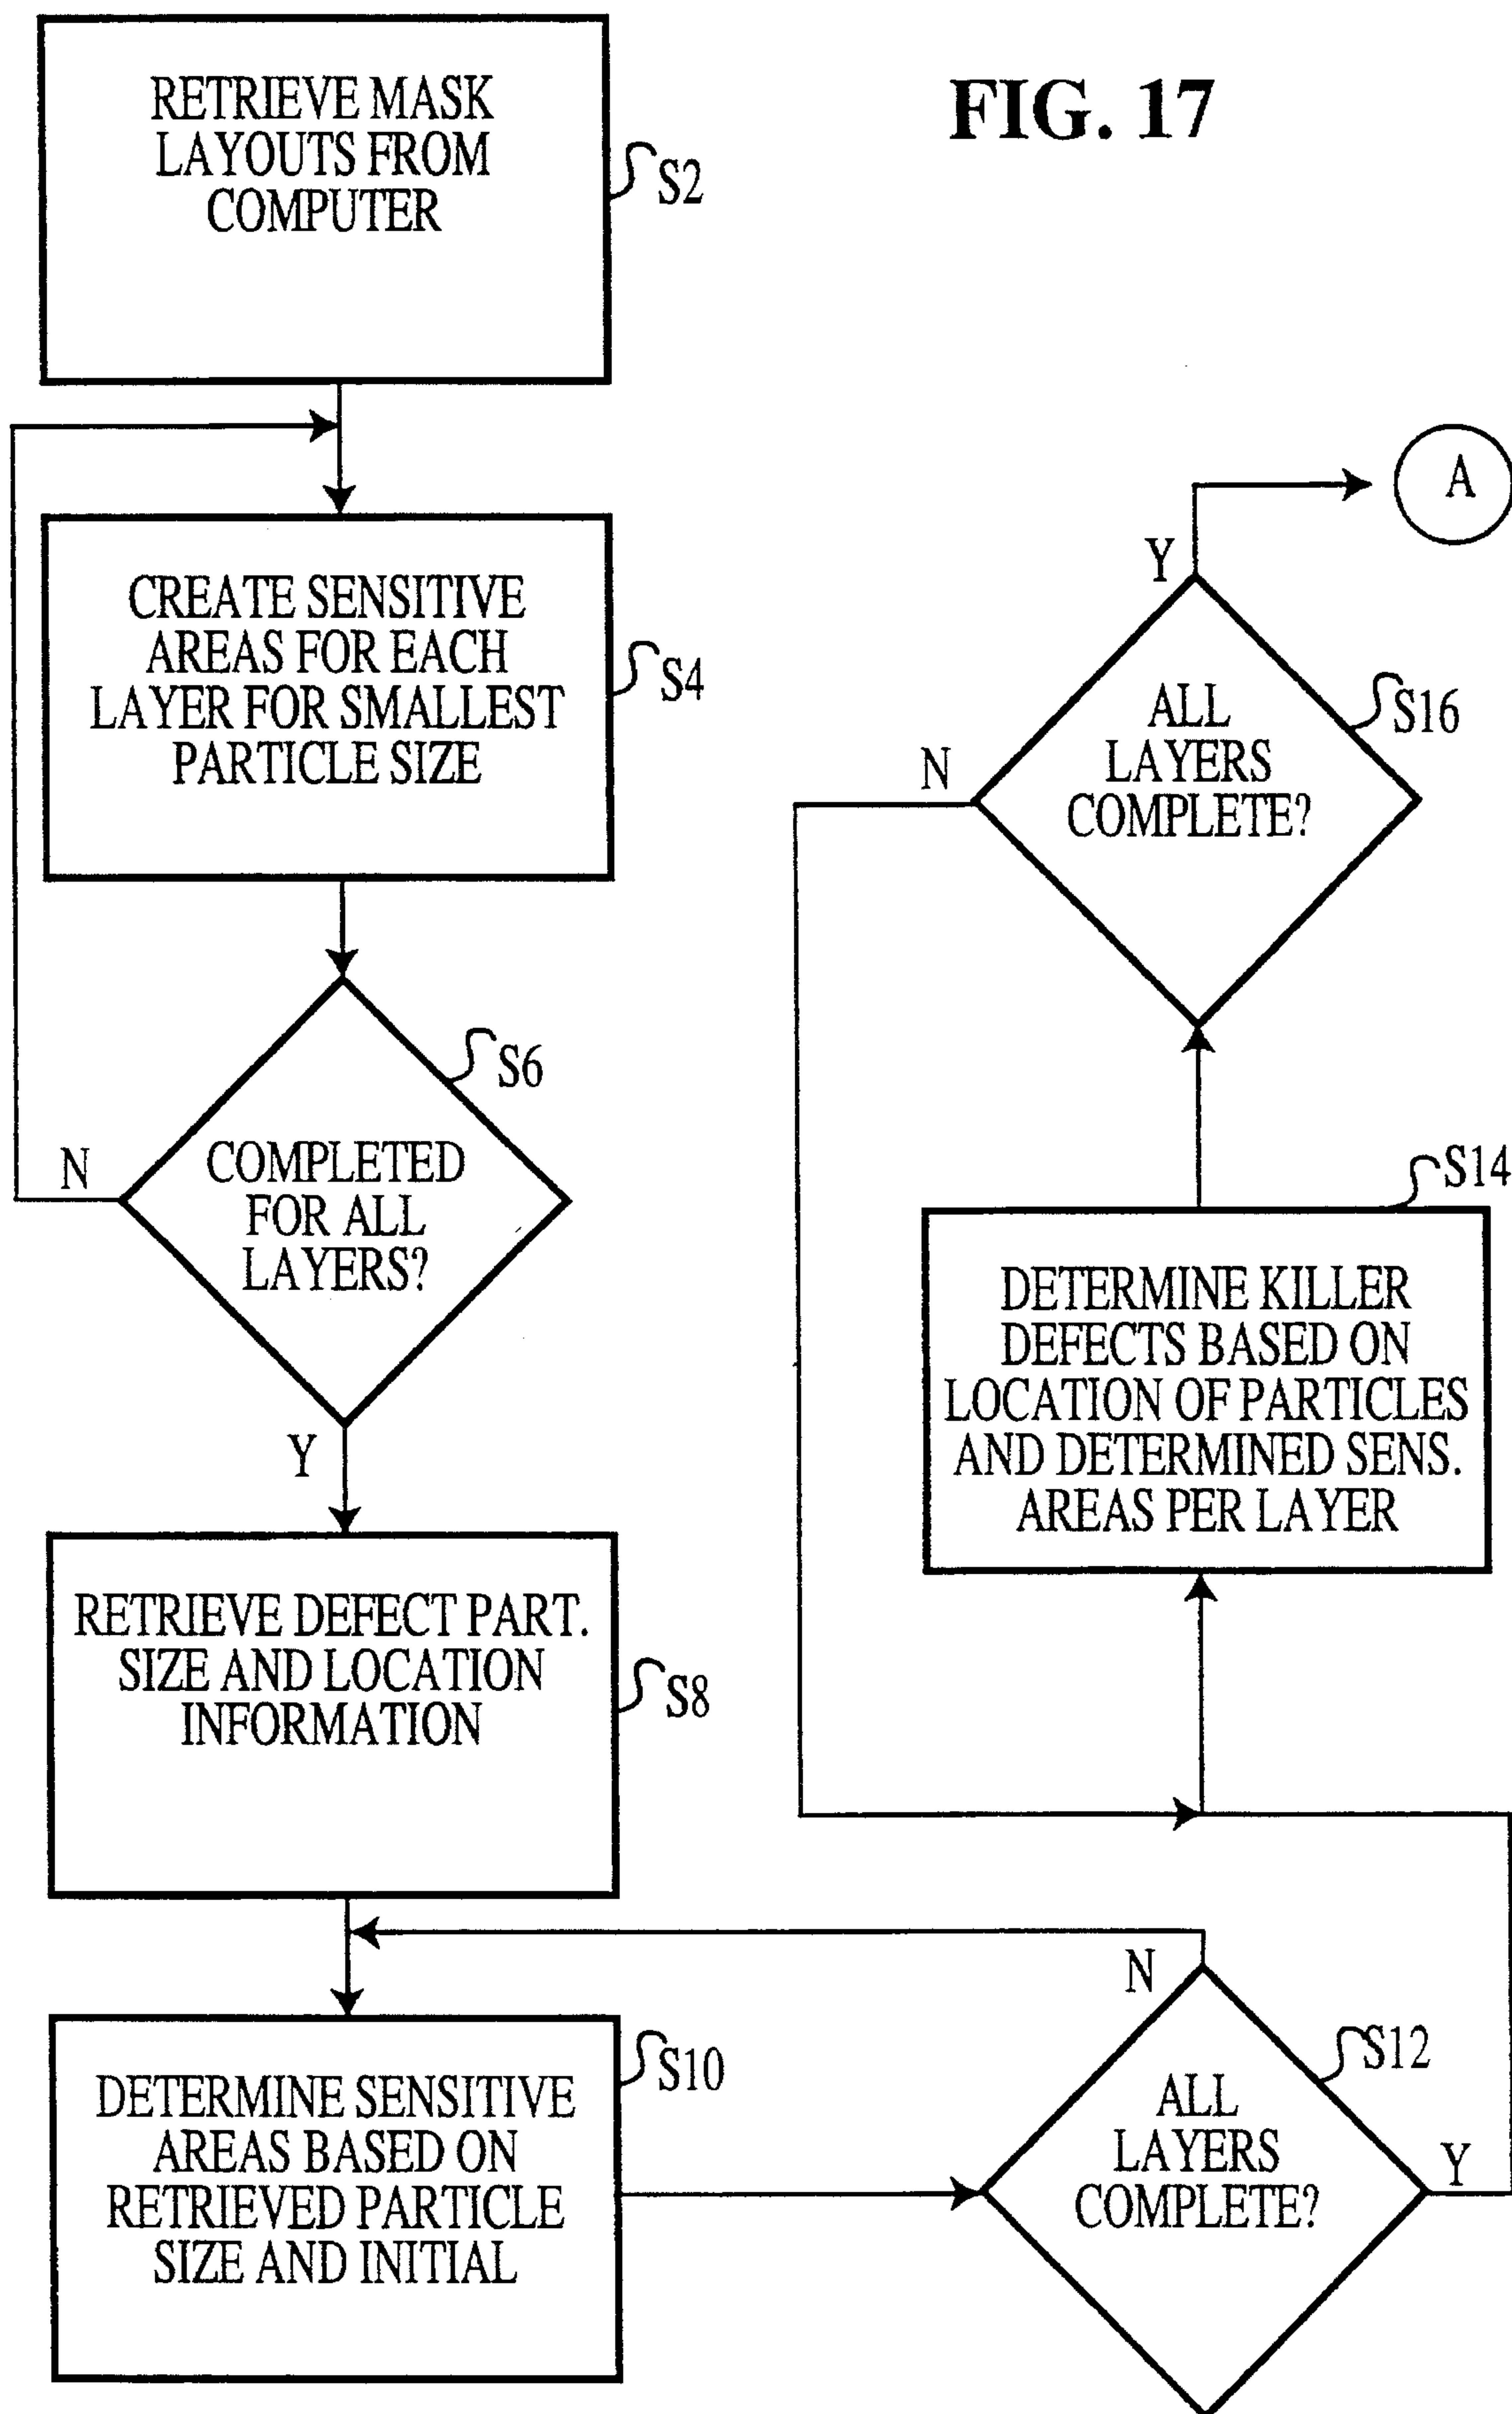 FIG. 17
RETRIEVE MASK
LAYOUTS FROM
COMPUTER
S2
CREATE SENSITIVE
AREAS FOR EACH
LAYER FOR SMALLEST
PARTICLE SIZE
S4
S6
COMPLETED
FOR ALL
LAYERS?
N
Y
RETRIEVE DEFECT PART.
SIZE AND LOCATION
INFORMATION
S8
DETERMINE SENSITIVE
AREAS BASED ON
RETRIEVED PARTICLE
SIZE AND INITIAL
S10
N
S12
ALL
LAYERS
COMPLETE?
Y
S14
DETERMINE KILLER
DEFECTS BASED ON
LOCATION OF PARTICLES
AND DETERMINED SENS.
AREAS PER LAYER
S16
ALL
LAYERS
COMPLETE?
N
Y
A